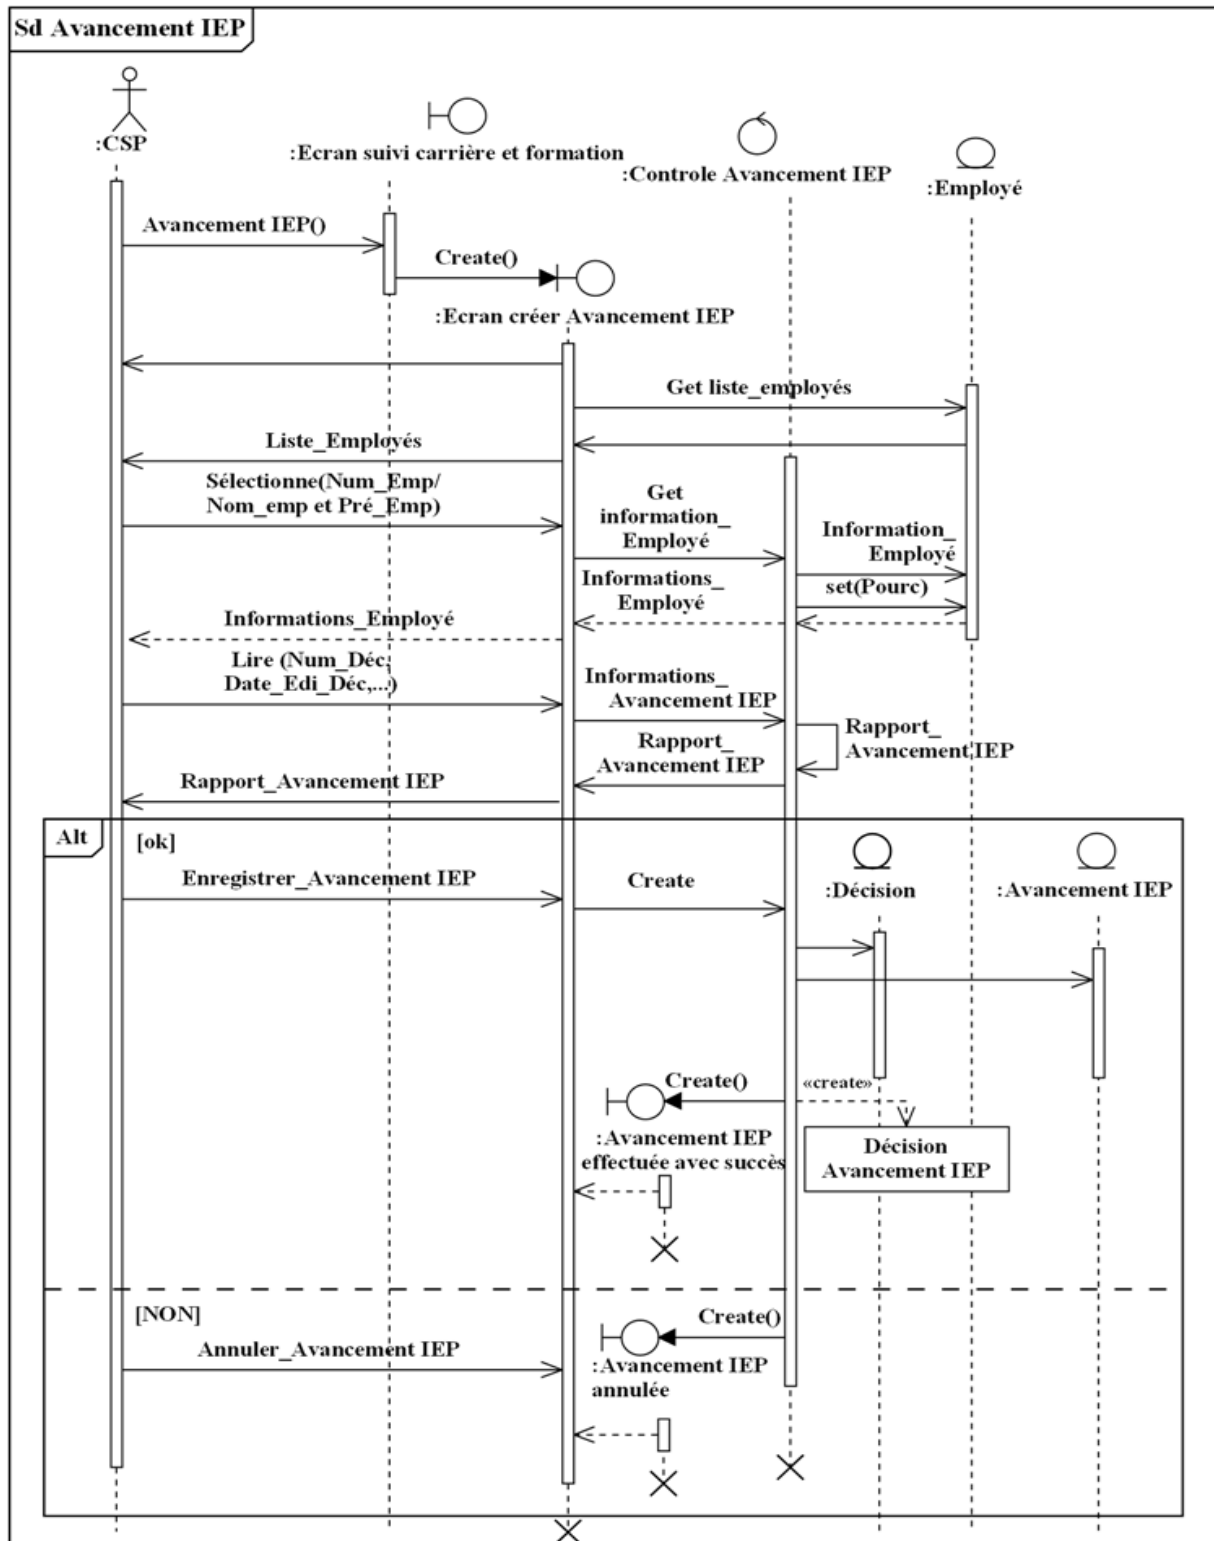 Sd Avancement IEP
:CSP
:Ecran suivi carrière et formation
:Controle Avancement IEP
:Employé
Avancement IEP()
Create()
:Ecran créer Avancement IEP
Get liste_employés
Liste_Employés
Sélectionne(Num_Emp/
Nom_emp et Pré_Emp)
Get
information_
Employé
Information_
Employé
set(Pourc)
Informations_
Employé
Informations_Employé
Lire (Num_Déc,
Date_Edi_Déc,...)
Informations_
Avancement IEP
Rapport_
Avancement IEP
Rapport_
Avancement IEP
Rapport_Avancement IEP
Alt
[ok]
Enregistrer_Avancement IEP
Create
:Décision
:Avancement IEP
Create()
«create»
:Avancement IEP
effectuée avec succès
Décision
Avancement IEP
[NON]
Create()
Annuler_Avancement IEP
:Avancement IEP
annulée